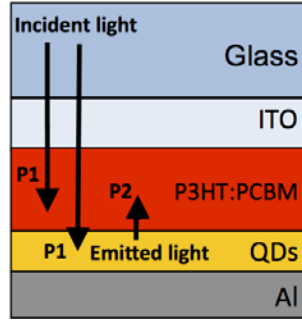 Incident light
Glass
ITO
P1
P2
P3HT:PCBM
P1
Emitted light
QDs
Al